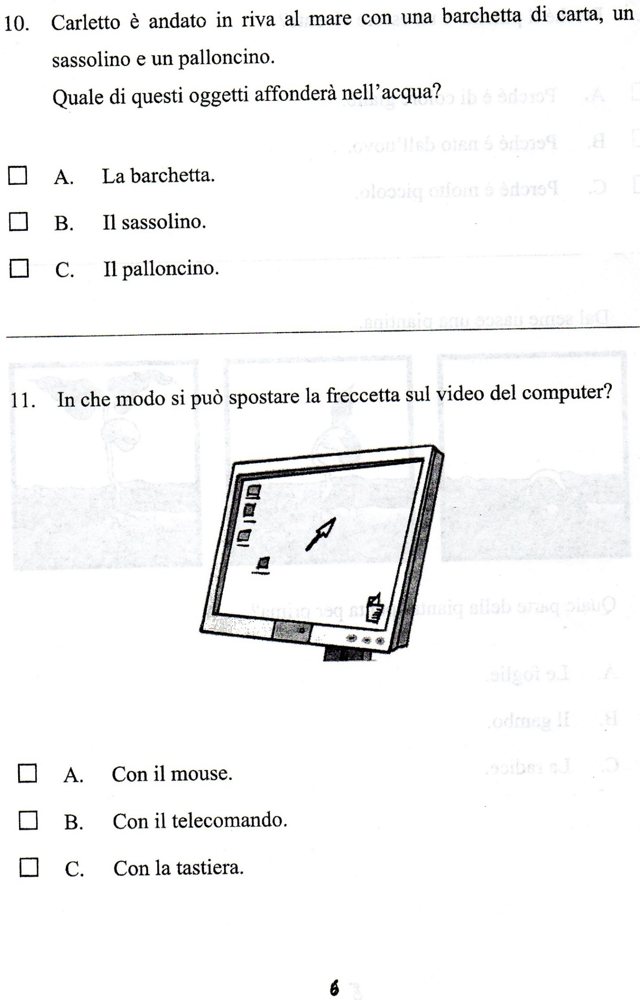 10. Carletto è andato in riva al mare con una barchetta di carta, un
sassolino e un palloncino.
Quale di questi oggetti affonderà nell'acqua?
A. La barchetta.
B. Il sassolino.
C. Il palloncino.
11. In che modo si può spostare la freccetta sul video del computer?
A. Con il mouse.
B. Con il telecomando.
C. Con la tastiera.
6